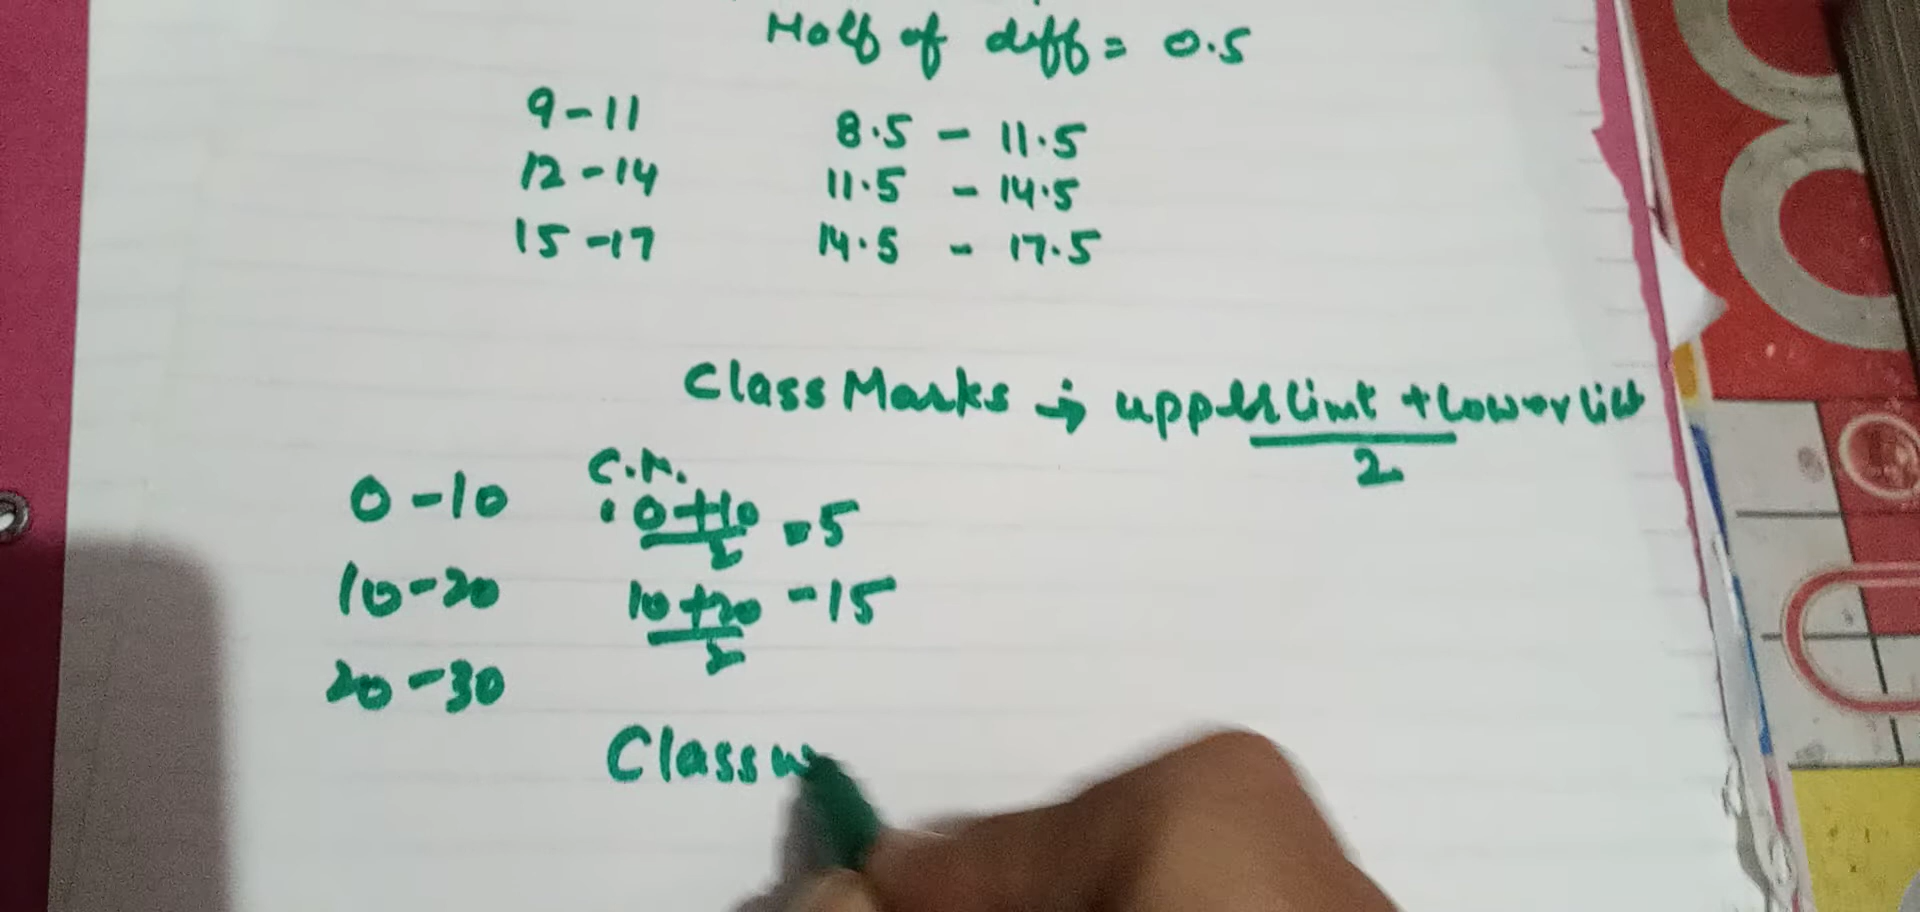 Half of diff = 0.5
9-11 8.5 - 11.5
12-14 11.5 - 14.5
15-17 14.5 - 17.5
Class Marks → upper limt + lower lit
2
C.M.
0-10 0+10 = 5
2
10-20 10+20 - 15
2
20-30
Class w